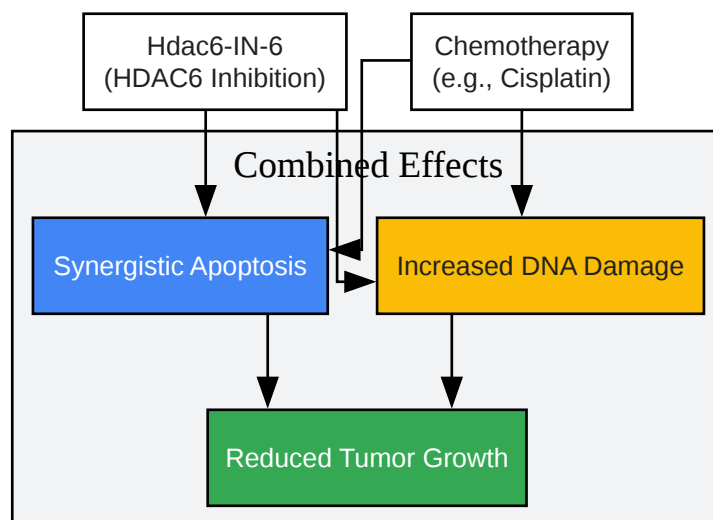 Hdac6-IN-6
(HDAC6 Inhibition)
Chemotherapy
(e.g., Cisplatin)
Combined Effects
Synergistic Apoptosis
Increased DNA Damage
Reduced Tumor Growth